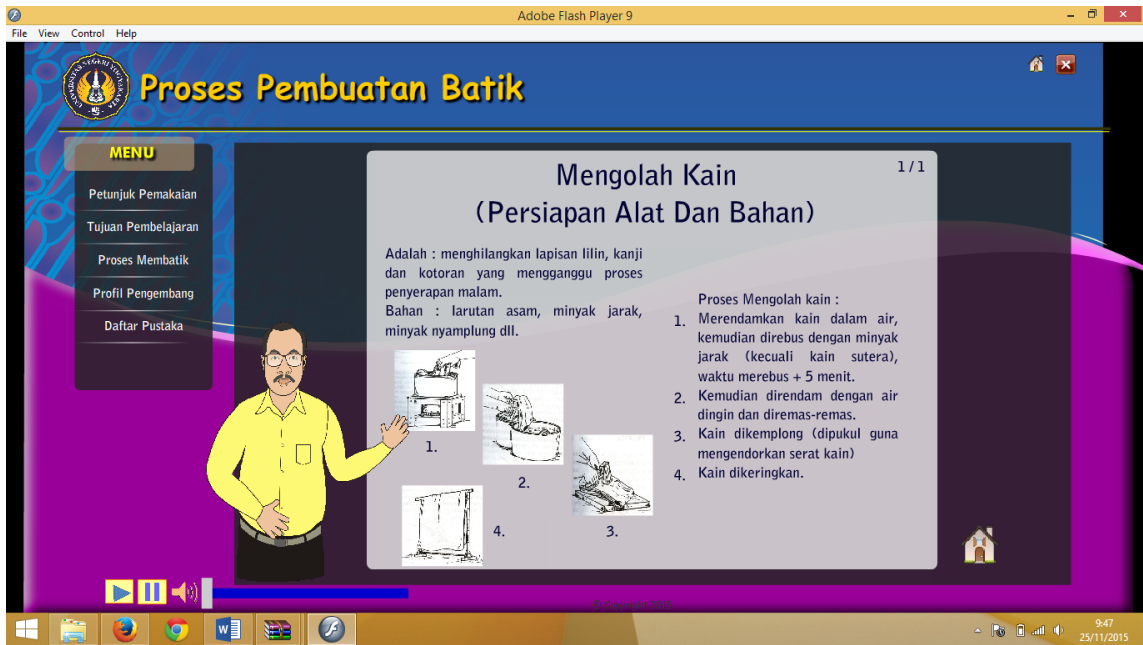 Adobe Flash Player 9
File View Control Help
UNIVERSITAS NEGERI YOGYAKARTA
Proses Pembuatan Batik
MENU
Petunjuk Pemakaian
Tujuan Pembelajaran
Proses Membatik
Profil Pengembang
Daftar Pustaka
1/1
Mengolah Kain
(Persiapan Alat Dan Bahan)
Adalah : menghilangkan lapisan lilin, kanji
dan kotoran yang mengganggu proses
penyerapan malam.
Bahan : larutan asam, minyak jarak,
minyak nyamplung dll.
1.
2.
3.
4.
Proses Mengolah kain :
1. Merendamkan kain dalam air,
kemudian direbus dengan minyak
jarak (kecuali kain sutera),
waktu merebus + 5 menit.
2. Kemudian direndam dengan air
dingin dan diremas-remas.
3. Kain dikemplong (dipukul guna
mengendorkan serat kain)
4. Kain dikeringkan.
9:47
25/11/2015